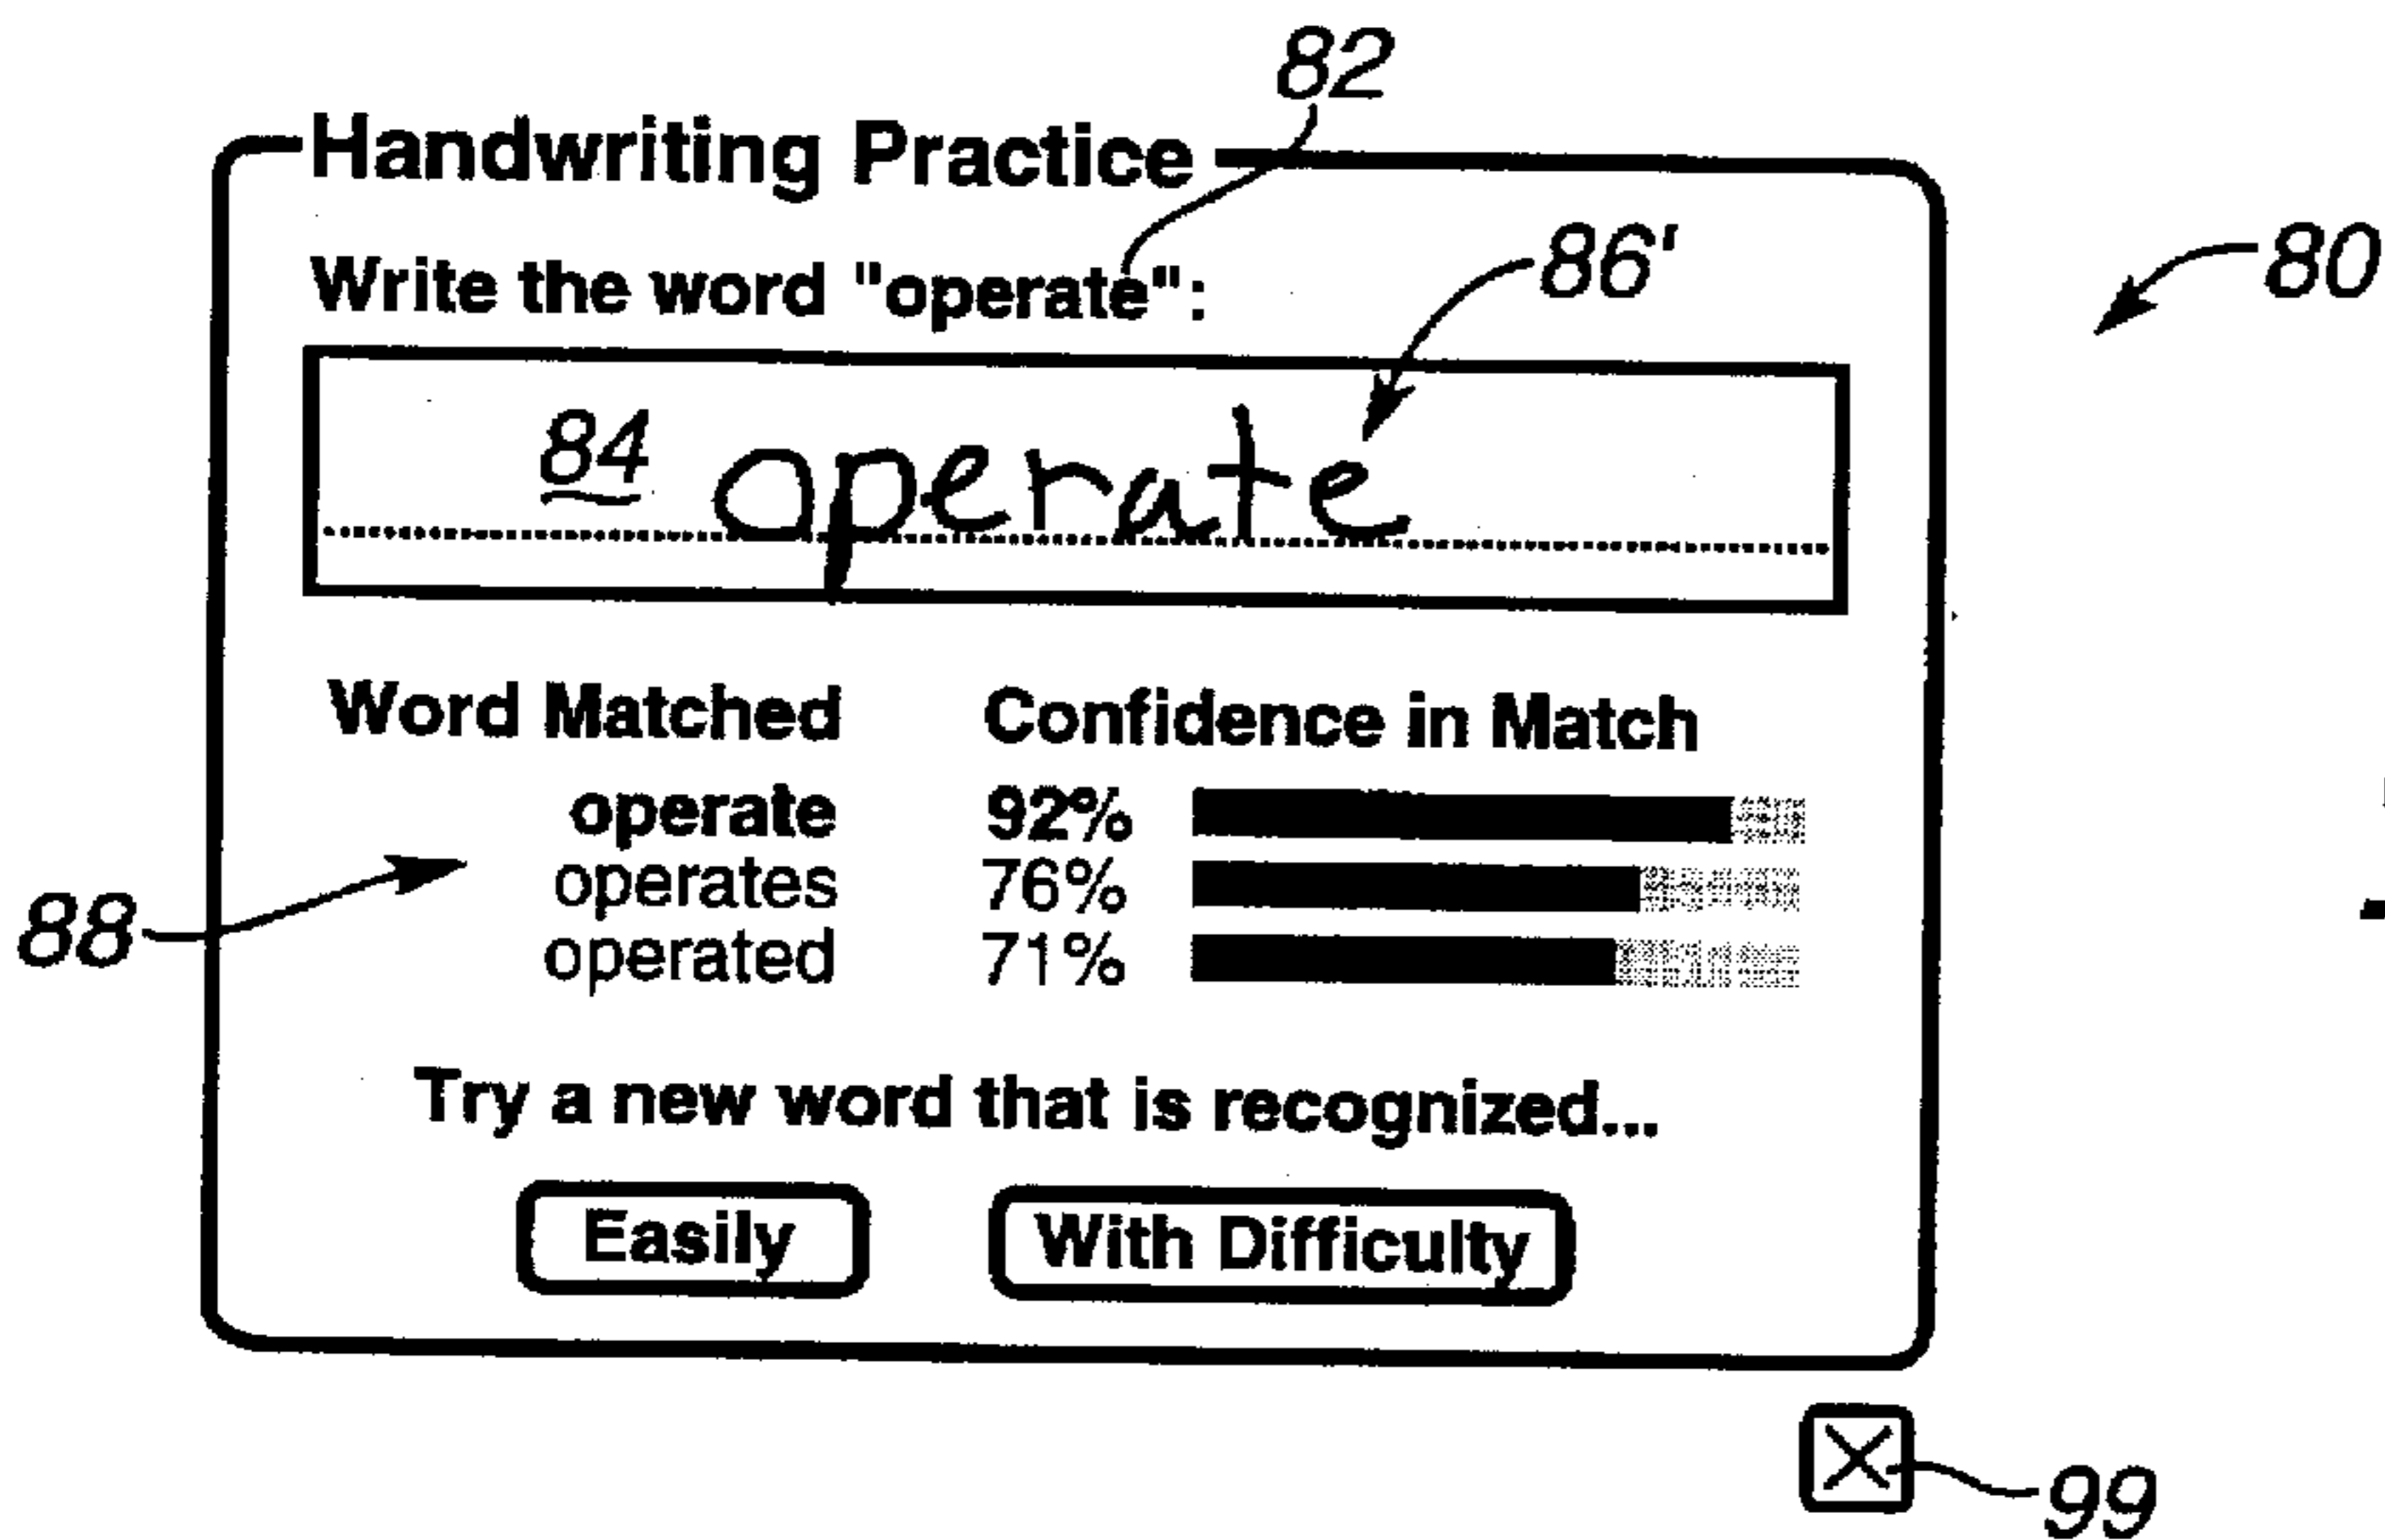 82
Handwriting Practice
Write the word "operate":
86'
80
84 operate
Word Matched Confidence in Match
operate 92%
operates 76%
operated 71%
88
Try a new word that is recognized...
Easily With Difficulty
X
99